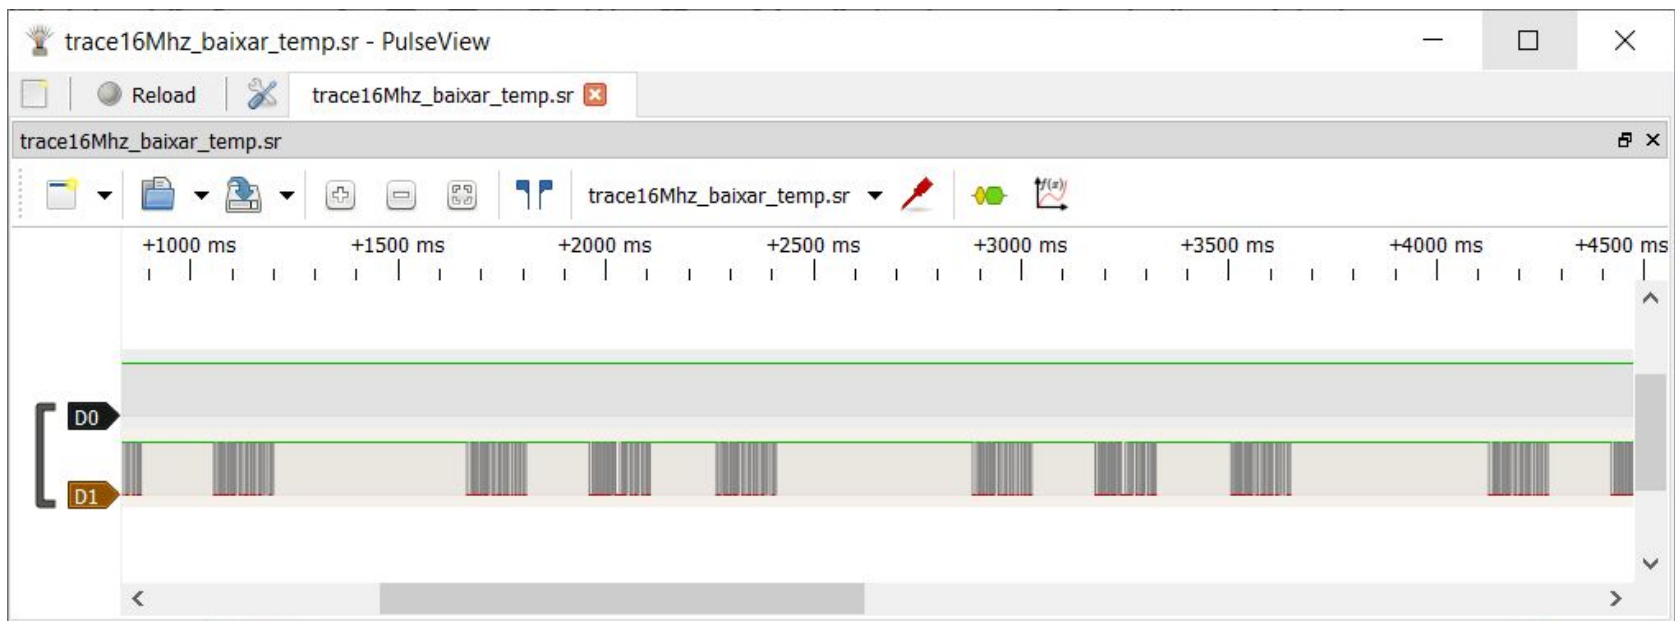 trace16Mhz_baixar_temp.sr - PulseView
Reload trace16Mhz_baixar_temp.sr
trace16Mhz_baixar_temp.sr
trace16Mhz_baixar_temp.sr f(x)
+1000 ms +1500 ms +2000 ms +2500 ms +3000 ms +3500 ms +4000 ms +4500 ms
D0
D1